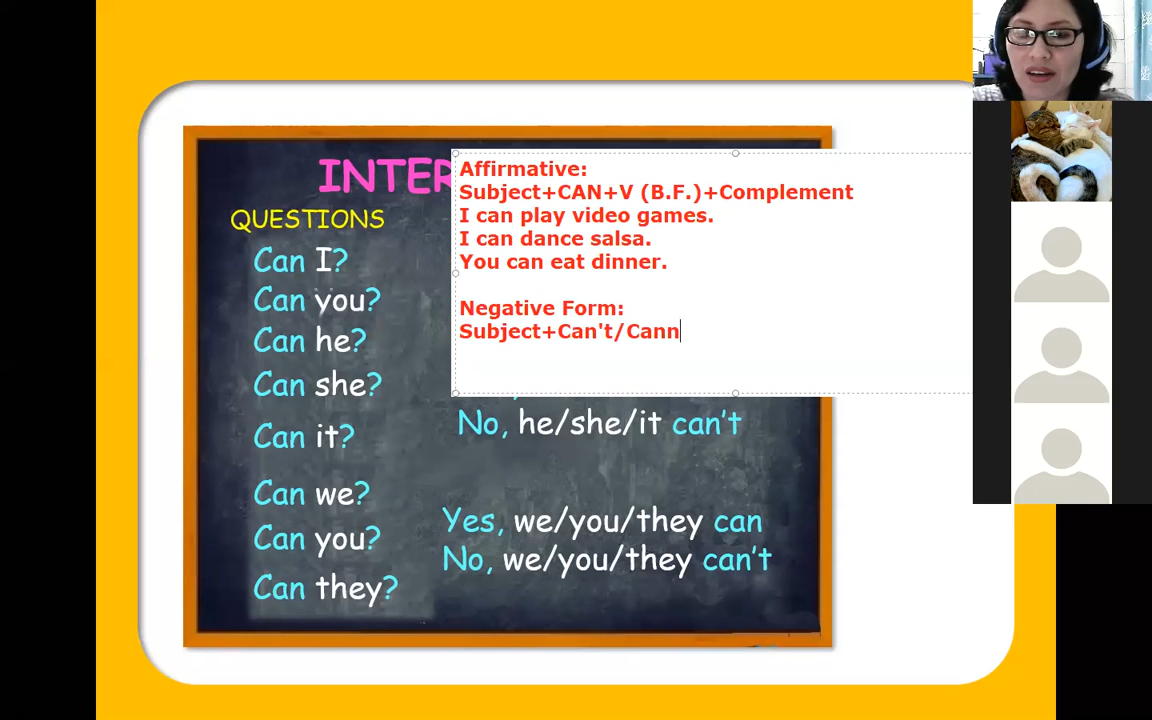 INTER
QUESTIONS
Can I?
Can you?
Can he?
Can she?
Can it?
Can we?
Can you?
Can they?
Affirmative:
Subject+CAN+V (B.F.)+Complement
I can play video games.
I can dance salsa.
You can eat dinner.
Negative Form:
Subject+Can't/Cann
No, he/she/it can't
Yes, we/you/they can
No, we/you/they can't